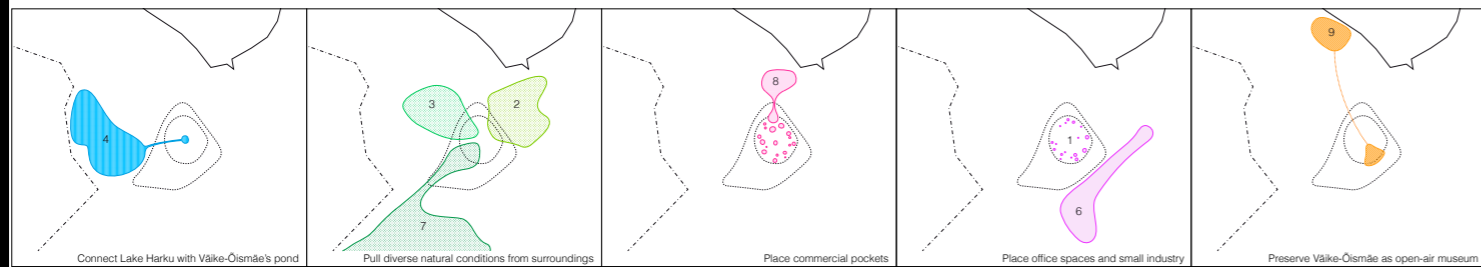 4
Connect Lake Harku with Väike-Õismäe's pond
3
2
7
Pull diverse natural conditions from surroundings
8
Place commercial pockets
1
6
Place office spaces and small industry
9
Preserve Väike-Õismäe as open-air museum